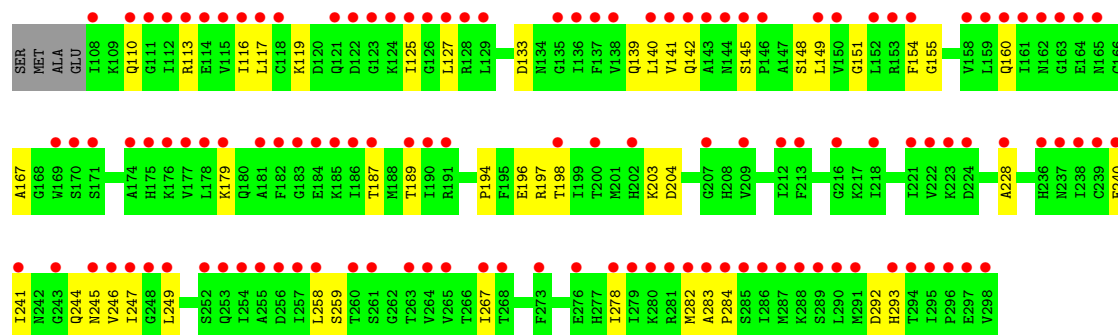 SER MET ALA GLU I108 K109 Q110 G111 I112 R113 E114 V115 I116 L117 C118 K119 D120 Q121 D122 G123 K124 I125 G126 L127 R128 L129 D133 N134 G135 I136 F137 V138 Q139 L140 V141 Q142 A143 N144 S145 P146 A147 S148 L149 V150 G151 L152 R153 F154 G155 V158 L159 Q160 I161 N162 G163 E164 N165 C166
A167 G168 W169 S170 S171 A174 H175 K176 V177 L178 K179 Q180 A181 F182 G183 E184 K185 I186 T187 M188 T189 I190 R191 P194 F195 E196 R197 T198 I199 T200 M201 H202 K203 D204 G207 H208 V209 I212 F213 G216 K217 I218 I221 V222 K223 D224 A228 H236 N237 I238 C239 E240
I241 N242 G243 Q244 N245 V246 I247 G248 L249 S252 Q253 I254 A255 D256 I257 L258 S259 T260 S261 G262 T263 V264 V265 T266 I267 T268 F273 E276 H277 I278 I279 K280 R281 M282 A283 P284 S285 I286 M287 K288 S289 L290 M291 D292 H293 T294 I295 P296 E297 V298